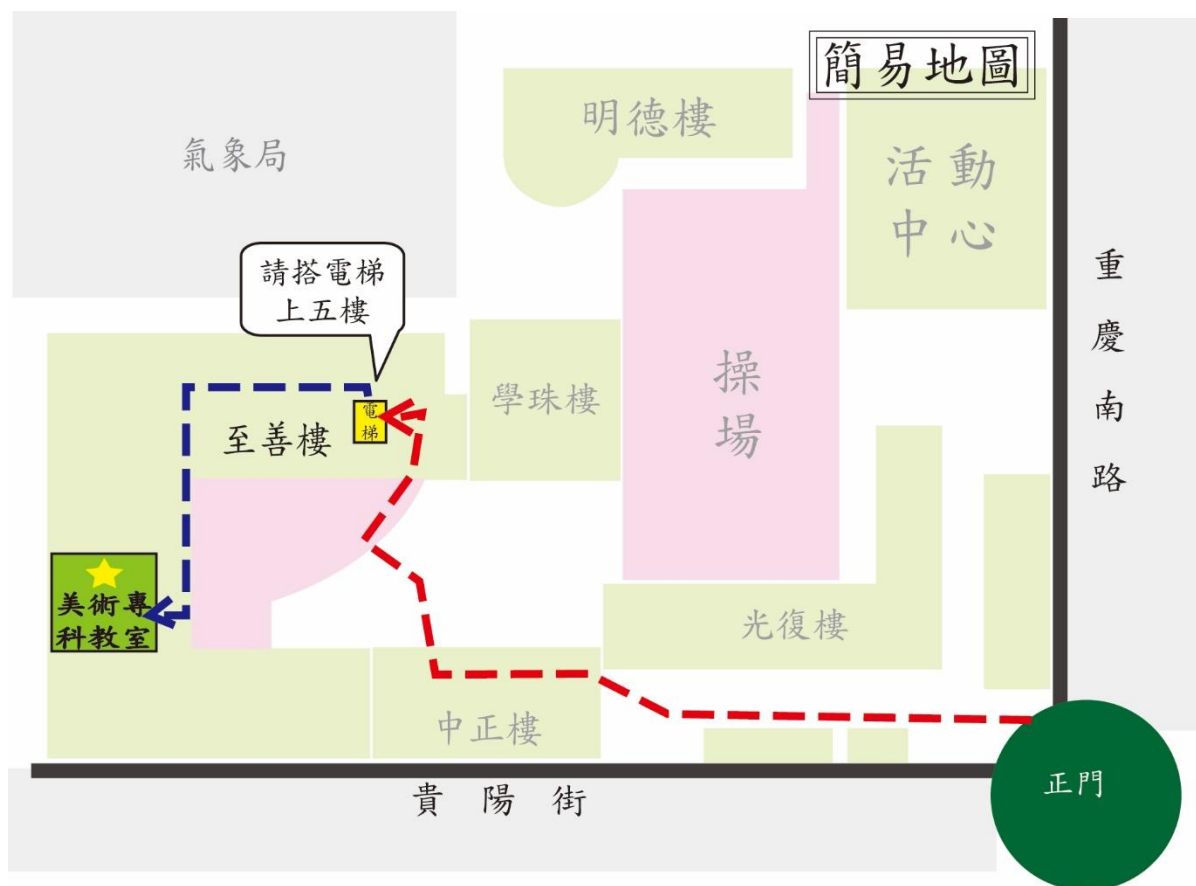 簡易地圖
明德樓
氣象局
活動
中心
請搭電梯
上五樓
重慶南路
操場
學珠樓
電梯
至善樓
美術專
科教室
光復樓
中正樓
正門
貴陽街